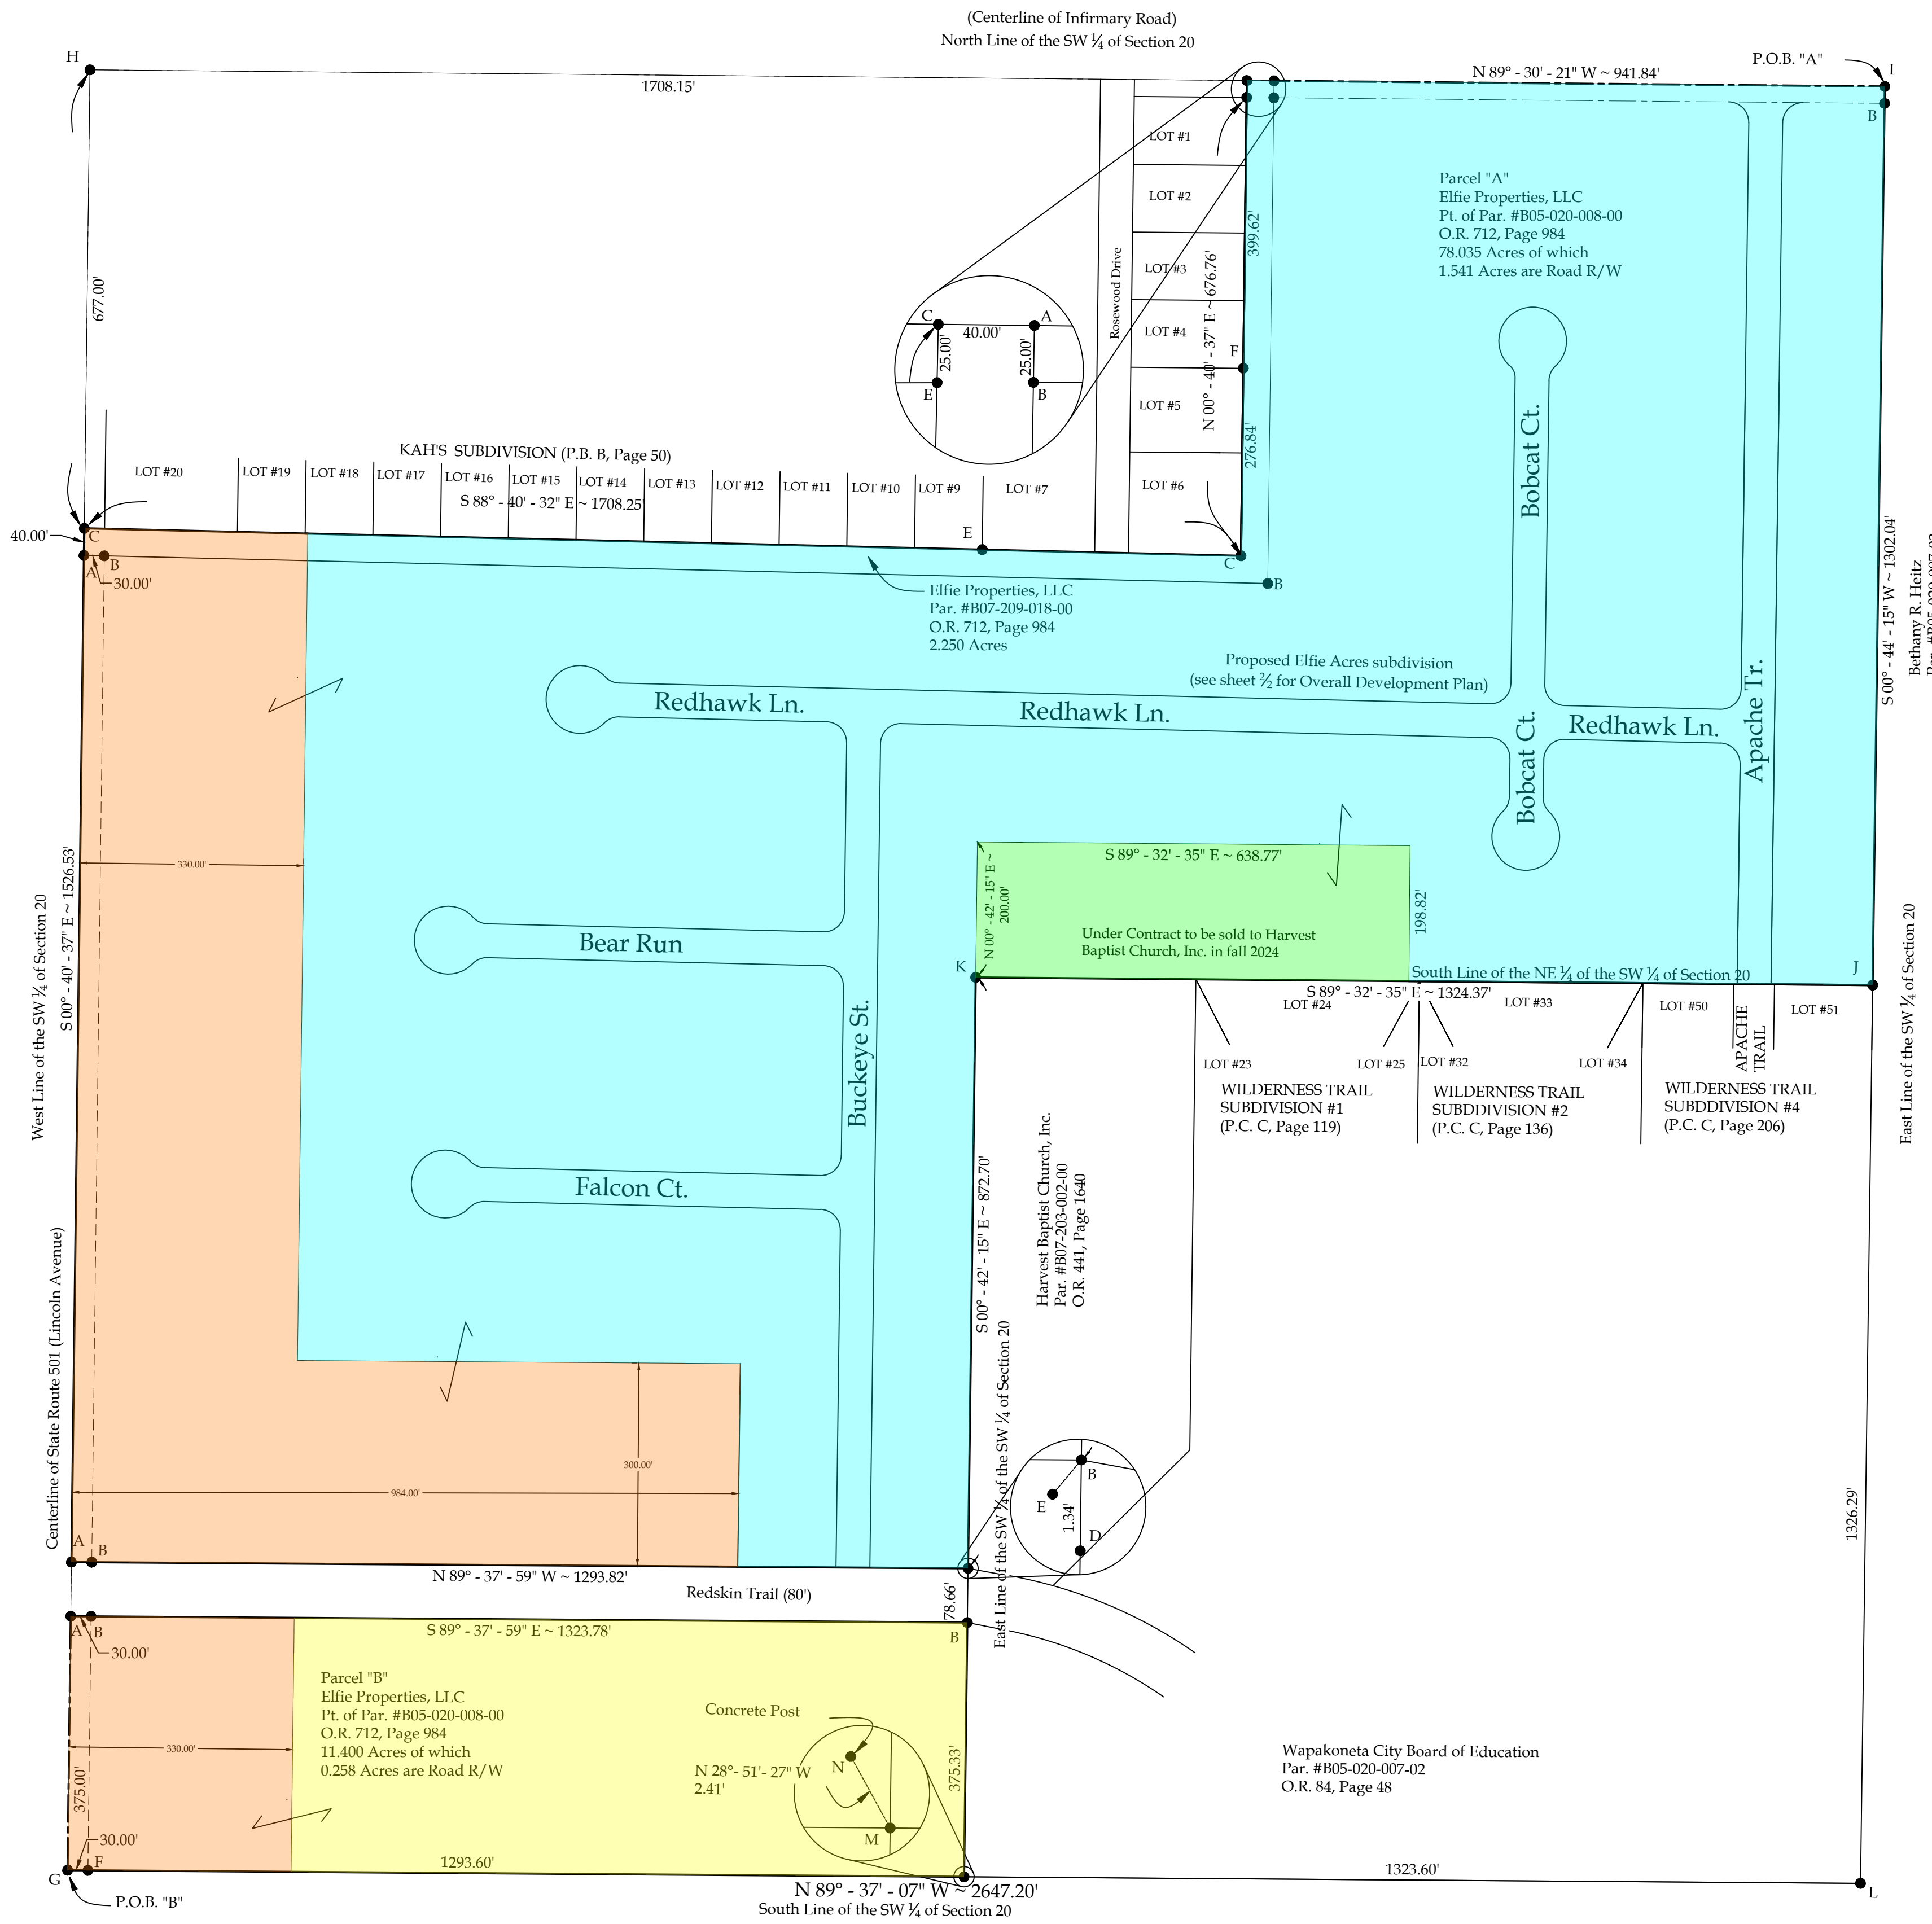 (Centerline of Infirmary Road)
North Line of the SW ¼ of Section 20
H
1708.15'
N 89° - 30' - 21" W ~ 941.84'
P.O.B. "A"
I
B
LOT #1
LOT #2
LOT #3
LOT #4
LOT #5
LOT #6
Rosewood Drive
399.62'
N 00° - 40' - 37" E ~ 676.76'
F
276.84'
Parcel "A"
Elfie Properties, LLC
Pt. of Par. #B05-020-008-00
O.R. 712, Page 984
78.035 Acres of which
1.541 Acres are Road R/W
677.00'
C
40.00'
A
25.00'
25.00'
E
B
KAH'S SUBDIVISION (P.B. B, Page 50)
LOT #20
LOT #19
LOT #18
LOT #17
LOT #16
LOT #15
LOT #14
LOT #13
LOT #12
LOT #11
LOT #10
LOT #9
LOT #7
S 88° - 40' - 32" E ~ 1708.25'
40.00'
C
A
B
30.00'
E
C
B
Elfie Properties, LLC
Par. #B07-209-018-00
O.R. 712, Page 984
2.250 Acres
Proposed Elfie Acres subdivision
(see sheet 2/2 for Overall Development Plan)
Bobcat Ct.
Redhawk Ln.
Redhawk Ln.
Redhawk Ln.
Bobcat Ct.
Apache Tr.
S 00° - 44' - 15" W ~ 1302.04'
Bethany R. Heitz
330.00'
West Line of the SW ¼ of Section 20
S 00° - 40' - 37" E ~ 1526.53'
Bear Run
Buckeye St.
Falcon Ct.
S 89° - 32' - 35" E ~ 638.77'
N 00° - 42' - 15" E ~
200.00'
198.82'
Under Contract to be sold to Harvest
Baptist Church, Inc. in fall 2024
K
South Line of the NE ¼ of the SW ¼ of Section 20
J
S 89° - 32' - 35" E ~ 1324.37'
LOT #24
LOT #33
LOT #50
LOT #51
APACHE
TRAIL
LOT #23
LOT #25
LOT #32
LOT #34
WILDERNESS TRAIL
SUBDIVISION #1
(P.C. C, Page 119)
WILDERNESS TRAIL
SUBDDIVISION #2
(P.C. C, Page 136)
WILDERNESS TRAIL
SUBDDIVISION #4
(P.C. C, Page 206)
East Line of the SW ¼ of Section 20
Harvest Baptist Church, Inc.
Par. #B07-203-002-00
O.R. 441, Page 1640
S 00° - 42' - 15" E ~ 872.70'
East Line of the SW ¼ of the SW ¼ of Section 20
Centerline of State Route 501 (Lincoln Avenue)
300.00'
984.00'
A
B
B
E
1.34'
D
1326.29'
N 89° - 37' - 59" W ~ 1293.82'
Redskin Trail (80')
78.66'
A
B
30.00'
S 89° - 37' - 59" E ~ 1323.78'
B
Parcel "B"
Elfie Properties, LLC
Pt. of Par. #B05-020-008-00
O.R. 712, Page 984
11.400 Acres of which
0.258 Acres are Road R/W
330.00'
375.00'
30.00'
F
G
P.O.B. "B"
Concrete Post
N 28°- 51'- 27" W
2.41'
N
M
375.33'
Wapakoneta City Board of Education
Par. #B05-020-007-02
O.R. 84, Page 48
1293.60'
1323.60'
L
N 89° - 37' - 07" W ~ 2647.20'
South Line of the SW ¼ of Section 20